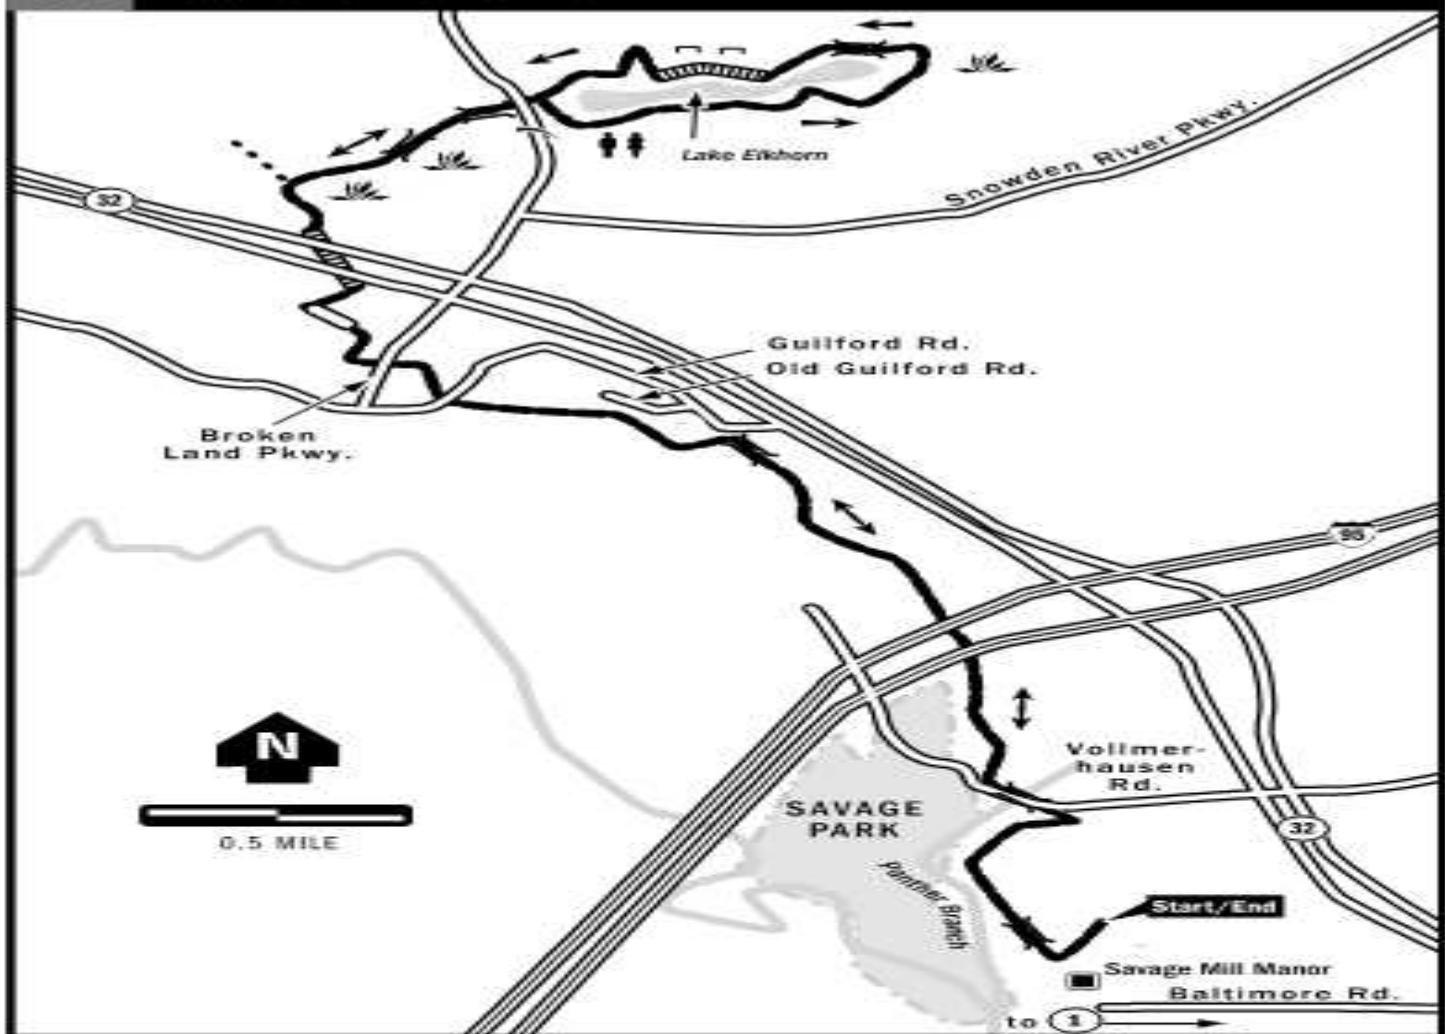 Lake Elkhorn
Snowden River Pkwy.
32
Guilford Rd.
Old Guilford Rd.
Broken
Land Pkwy.
95
N
0.5 MILE
Vollmer-
hausen
Rd.
SAVAGE
PARK
32
Panther Branch
Start/End
Savage Mill Manor
Baltimore Rd.
to 1